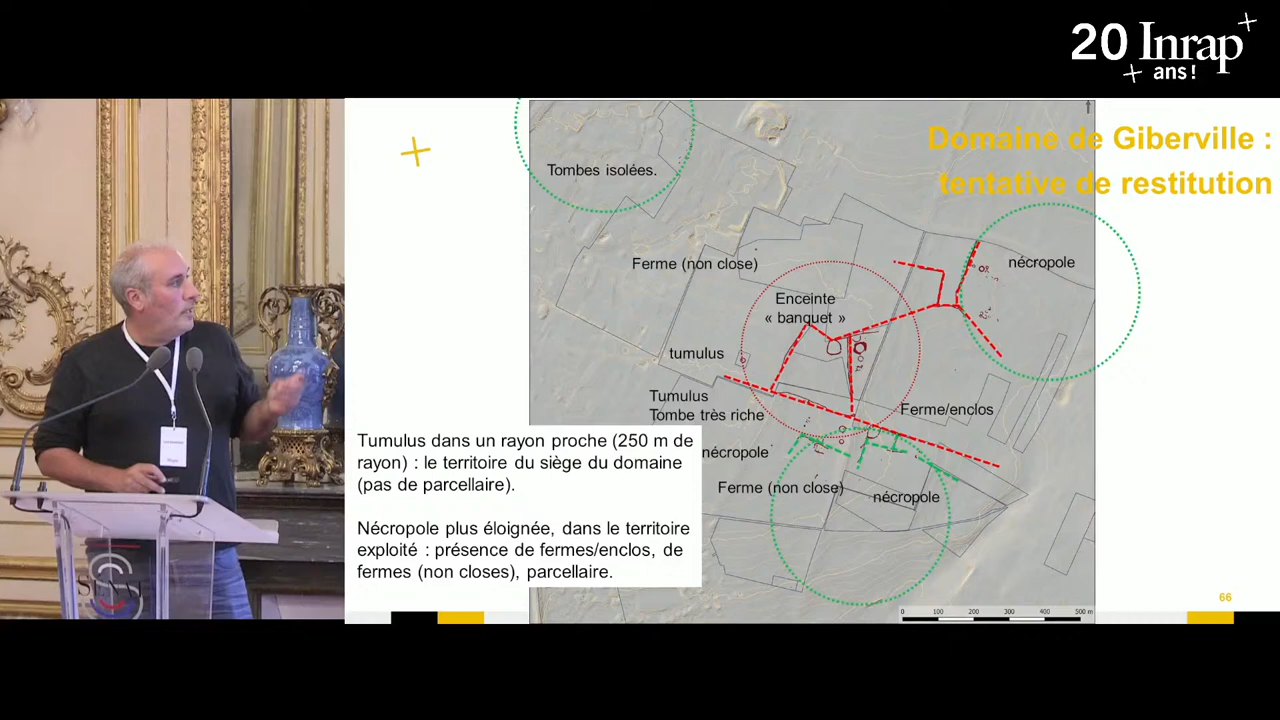 20 Inrap
ans !
Domaine de Giberville :
tentative de restitution
Tombes isolées.
nécropole
Ferme (non close)
Enceinte
« banquet »
tumulus
Tumulus
Tombe très riche
Ferme/enclos
nécropole
Ferme (non close)
nécropole
Tumulus dans un rayon proche (250 m de
rayon) : le territoire du siège du domaine
(pas de parcellaire).
Nécropole plus éloignée, dans le territoire
exploité : présence de fermes/enclos, de
fermes (non closes), parcellaire.
66
0 100 200 300 400 500 m